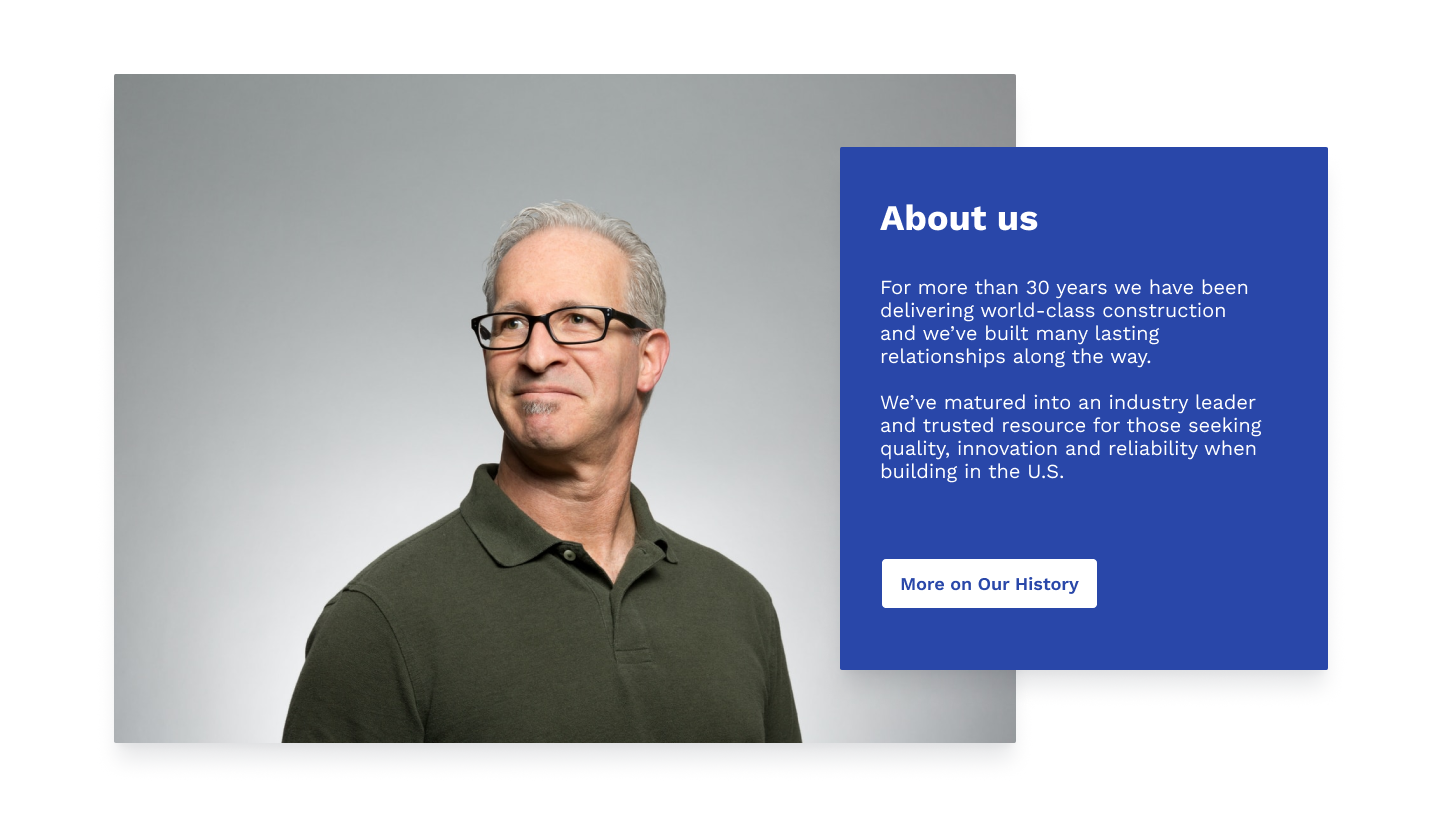 About us
For more than 30 years we have been
delivering world-class construction
and we’ve built many lasting
relationships along the way.
We’ve matured into an industry leader
and trusted resource for those seeking
quality, innovation and reliability when
building in the U.S.
More on Our History